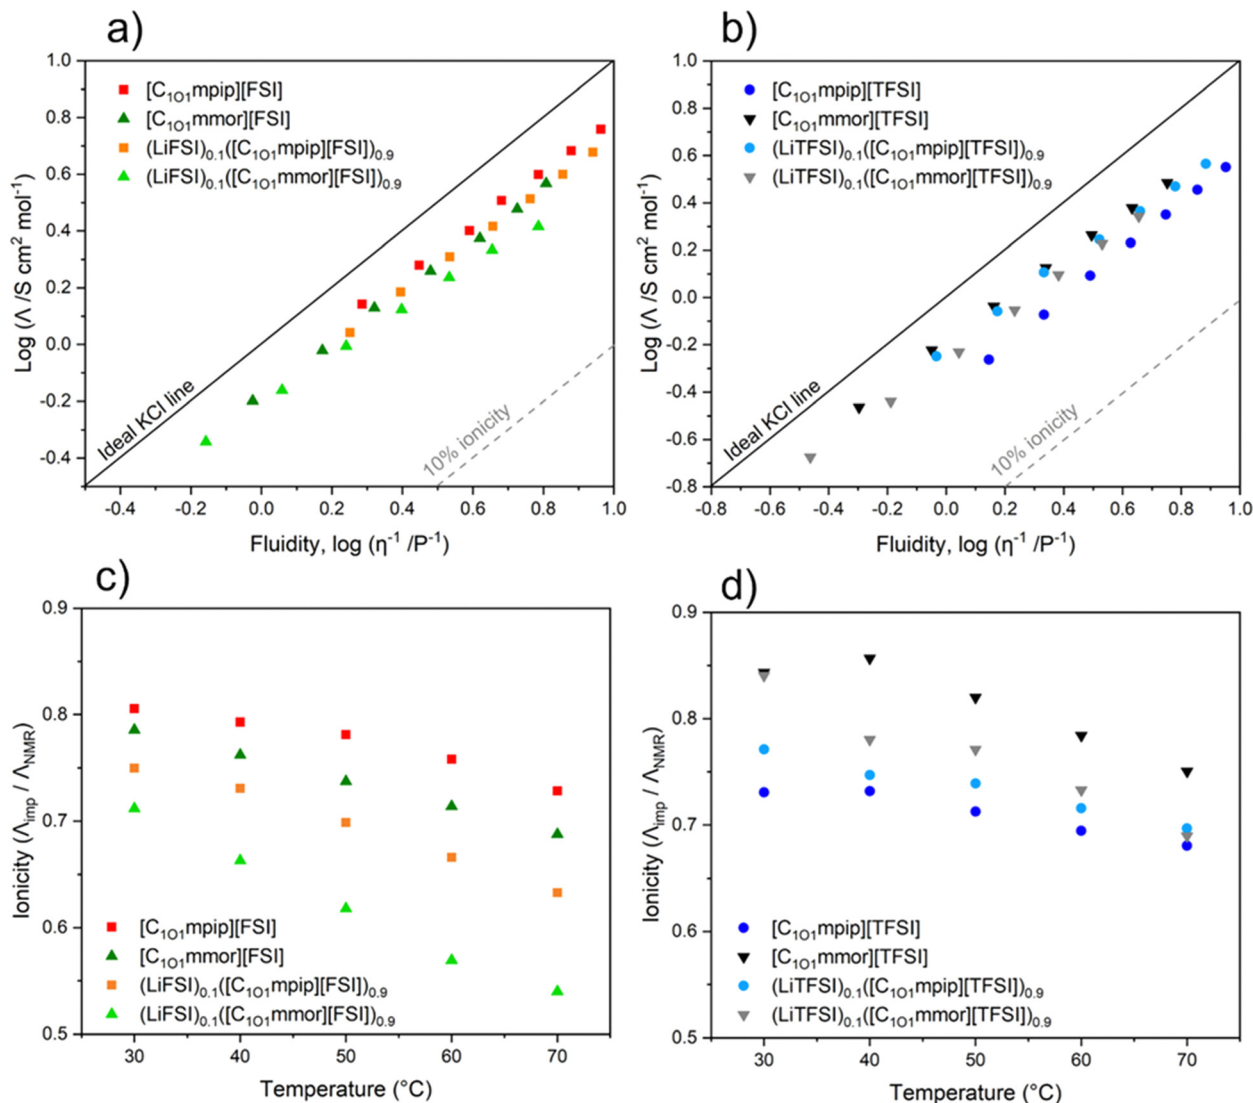 a)
1.0
0.8
0.6
0.4
0.2
0.0
-0.2
-0.4
Log (Λ /S cm² mol⁻¹)
[C₁O₁mpip][FSI]
[C₁O₁mmor][FSI]
(LiFSI)₀.₁([C₁O₁mpip][FSI])₀.₉
(LiFSI)₀.₁([C₁O₁mmor][FSI])₀.₉
Ideal KCl line
10% ionicity
-0.4 -0.2 0.0 0.2 0.4 0.6 0.8 1.0
Fluidity, log (η⁻¹ /P⁻¹)
b)
1.0
0.8
0.6
0.4
0.2
0.0
-0.2
-0.4
-0.6
-0.8
Log (Λ /S cm² mol⁻¹)
[C₁O₁mpip][TFSI]
[C₁O₁mmor][TFSI]
(LiTFSI)₀.₁([C₁O₁mpip][TFSI])₀.₉
(LiTFSI)₀.₁([C₁O₁mmor][TFSI])₀.₉
Ideal KCl line
10% ionicity
-0.8 -0.6 -0.4 -0.2 0.0 0.2 0.4 0.6 0.8 1.0
Fluidity, log (η⁻¹ /P⁻¹)
c)
0.9
0.8
0.7
0.6
0.5
Ionicity (Λimp / ΛNMR)
[C₁O₁mpip][FSI]
[C₁O₁mmor][FSI]
(LiFSI)₀.₁([C₁O₁mpip][FSI])₀.₉
(LiFSI)₀.₁([C₁O₁mmor][FSI])₀.₉
30 40 50 60 70
Temperature (°C)
d)
0.9
0.8
0.7
0.6
0.5
Ionicity (Λimp / ΛNMR)
[C₁O₁mpip][TFSI]
[C₁O₁mmor][TFSI]
(LiTFSI)₀.₁([C₁O₁mpip][TFSI])₀.₉
(LiTFSI)₀.₁([C₁O₁mmor][TFSI])₀.₉
30 40 50 60 70
Temperature (°C)